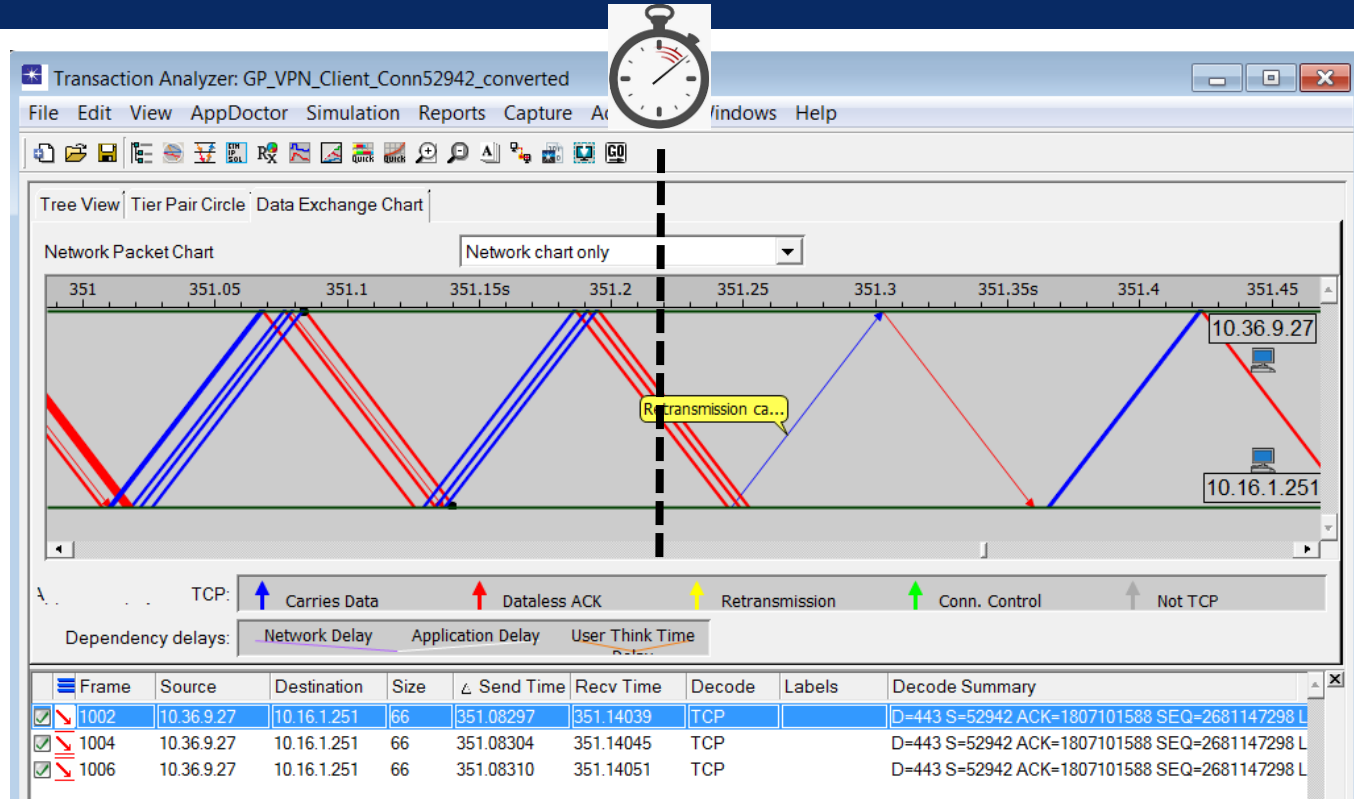 Transaction Analyzer: GP_VPN_Client_Conn52942_converted
File Edit View AppDoctor Simulation Reports Capture Windows Help
QUICK QUICK GO
Tree View Tier Pair Circle Data Exchange Chart
Network Packet Chart Network chart only
351 351.05 351.1 351.15s 351.2 351.25 351.3 351.35s 351.4 351.45
10.36.9.27
Retransmission ca...
10.16.1.251
TCP: Carries Data Dataless ACK Retransmission Conn. Control Not TCP
Dependency delays: Network Delay Application Delay User Think Time
Frame Source Destination Size Send Time Recv Time Decode Labels Decode Summary
1002 10.36.9.27 10.16.1.251 66 351.08297 351.14039 TCP D=443 S=52942 ACK=1807101588 SEQ=2681147298 L
1004 10.36.9.27 10.16.1.251 66 351.08304 351.14045 TCP D=443 S=52942 ACK=1807101588 SEQ=2681147298 L
1006 10.36.9.27 10.16.1.251 66 351.08310 351.14051 TCP D=443 S=52942 ACK=1807101588 SEQ=2681147298 L